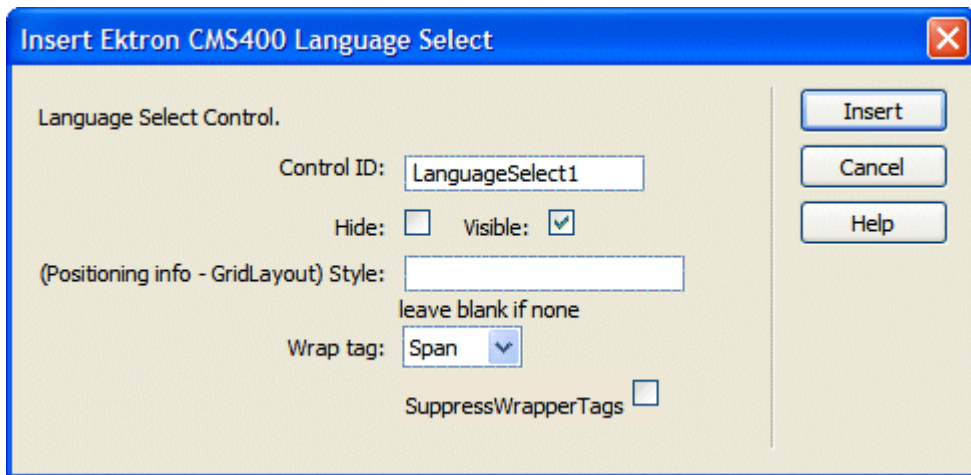 Insert Ektron CMS400 Language Select
Language Select Control.
Insert
Control ID: LanguageSelect1
Cancel
Hide: Visible:
Help
(Positioning info - GridLayout) Style:
leave blank if none
Wrap tag: Span
SuppressWrapperTags